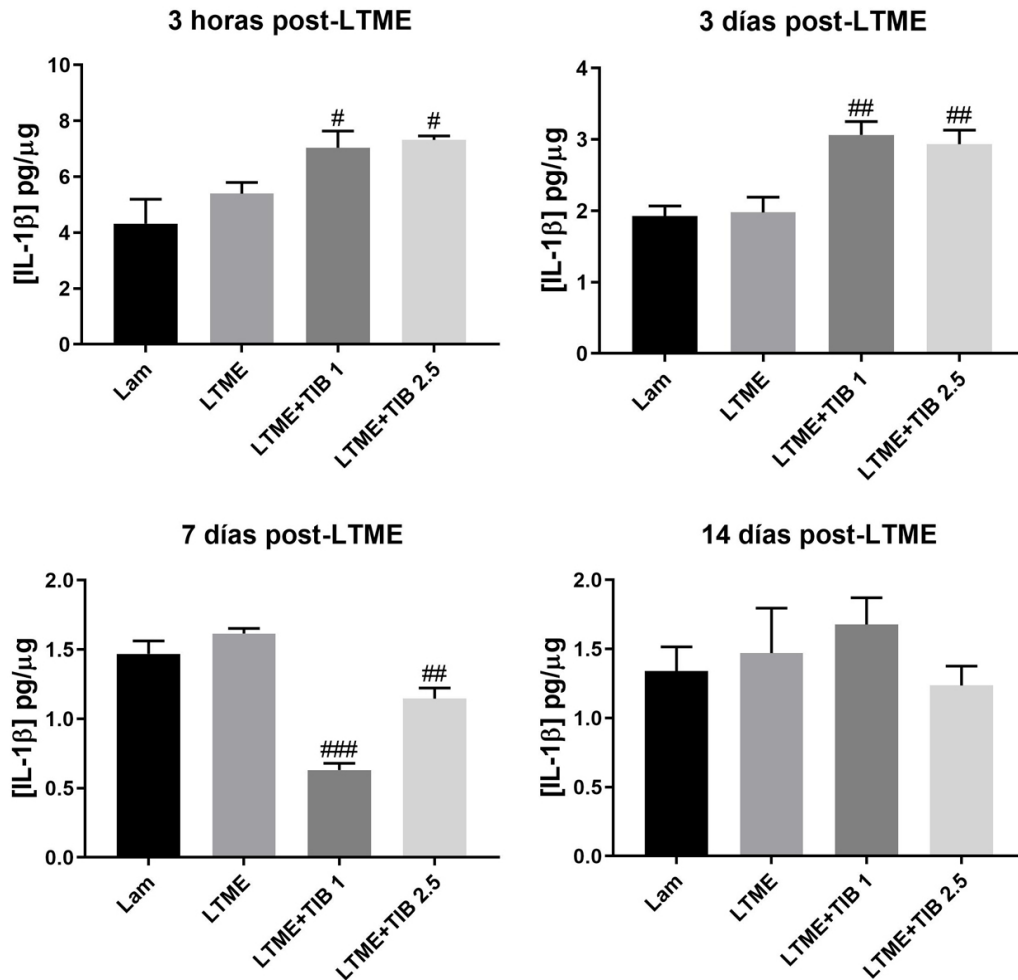 3 horas post-LTME
[IL-1β] pg/µg
10
8
6
4
2
0
#
#
Lam
LTME
LTME+TIB 1
LTME+TIB 2.5
3 días post-LTME
[IL-1β] pg/µg
4
3
2
1
0
##
##
Lam
LTME
LTME+TIB 1
LTME+TIB 2.5
7 días post-LTME
[IL-1β] pg/µg
2.0
1.5
1.0
0.5
0.0
###
##
Lam
LTME
LTME+TIB 1
LTME+TIB 2.5
14 días post-LTME
[IL-1β] pg/µg
2.0
1.5
1.0
0.5
0.0
Lam
LTME
LTME+TIB 1
LTME+TIB 2.5